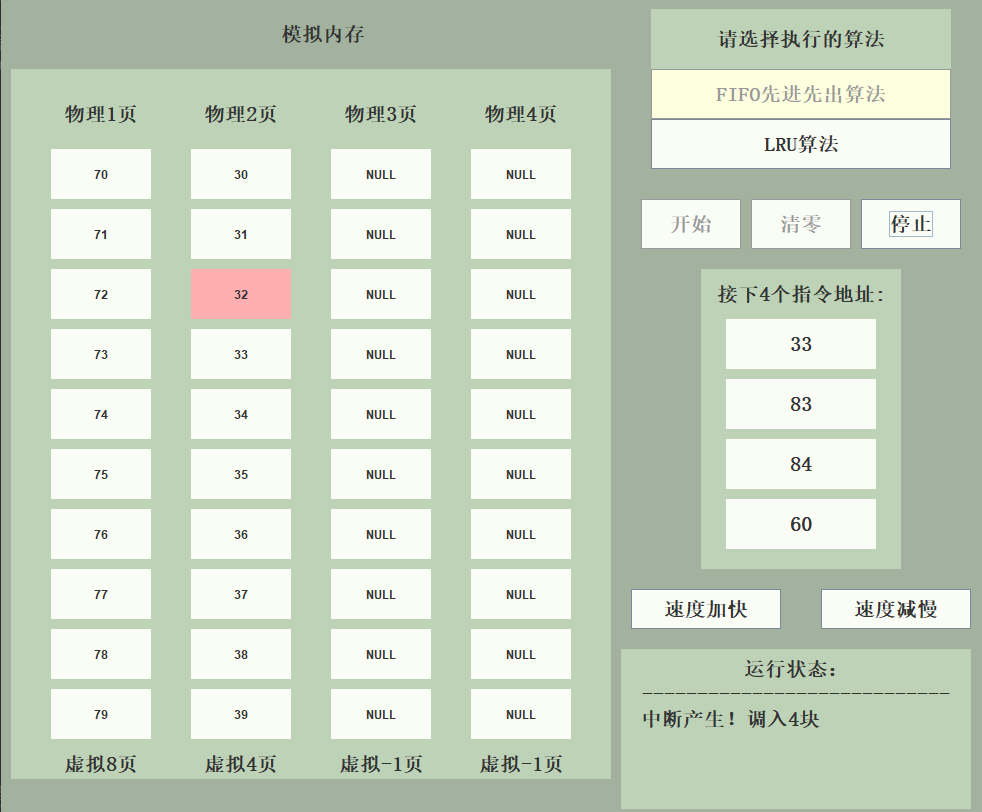 模拟内存
物理1页 物理2页 物理3页 物理4页
70 30 NULL NULL
71 31 NULL NULL
72 32 NULL NULL
73 33 NULL NULL
74 34 NULL NULL
75 35 NULL NULL
76 36 NULL NULL
77 37 NULL NULL
78 38 NULL NULL
79 39 NULL NULL
虚拟8页 虚拟4页 虚拟-1页 虚拟-1页
请选择执行的算法
FIFO先进先出算法
LRU算法
开始 清零 停止
接下4个指令地址:
33
83
84
60
速度加快 速度减慢
运行状态:
----------------------------
中断产生! 调入4块